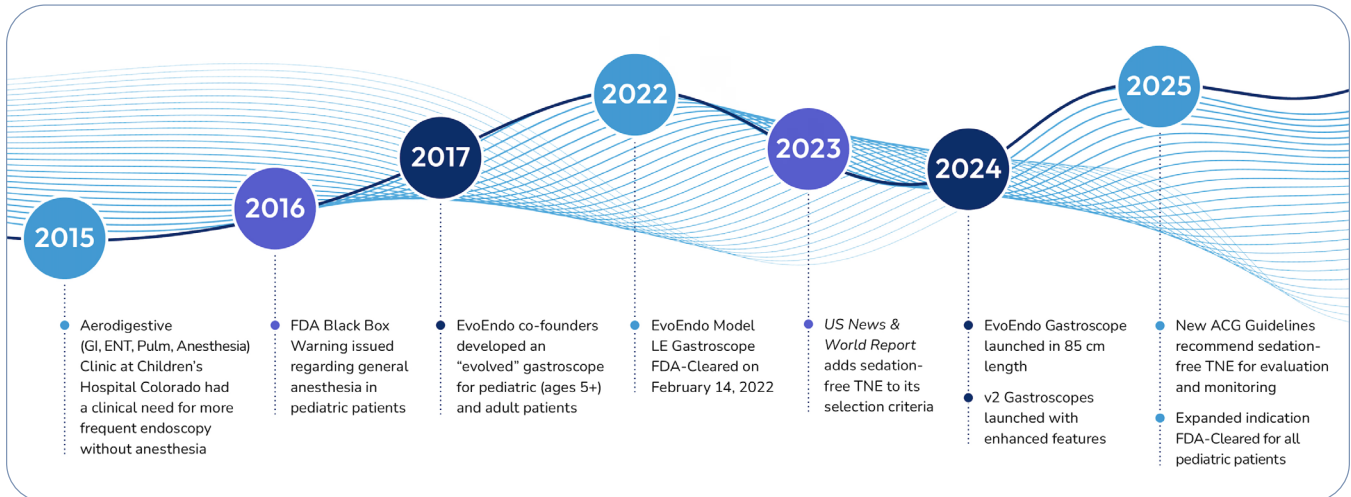 2015
Aerodigestive
(GI, ENT, Pulm, Anesthesia)
Clinic at Children's
Hospital Colorado had
a clinical need for more
frequent endoscopy
without anesthesia
2016
FDA Black Box
Warning issued
regarding general
anesthesia in
pediatric patients
2017
EvoEndo co-founders
developed an
“evolved” gastroscope
for pediatric (ages 5+)
and adult patients
2022
EvoEndo Model
LE Gastroscope
FDA-Cleared on
February 14, 2022
2023
US News &
World Report
adds sedation-
free TNE to its
selection criteria
2024
EvoEndo Gastroscope
launched in 85 cm
length
v2 Gastroscopes
launched with
enhanced features
2025
New ACG Guidelines
recommend sedation-
free TNE for evaluation
and monitoring
Expanded indication
FDA-Cleared for all
pediatric patients